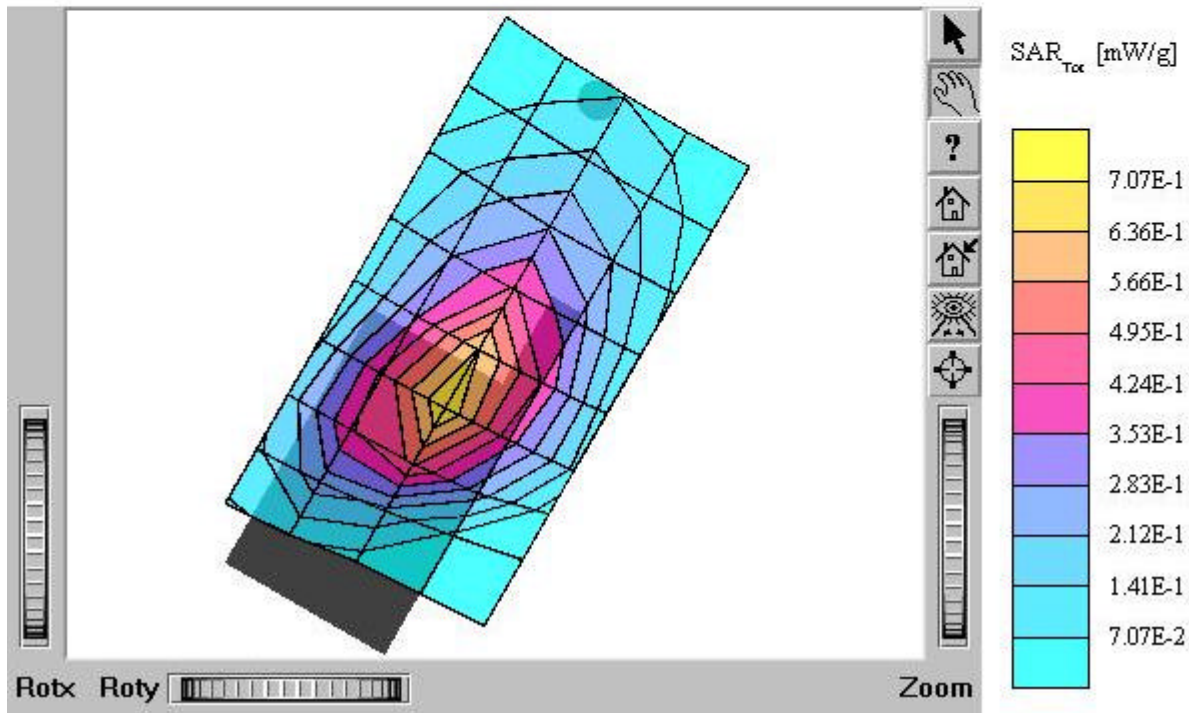 SAR_Tot [mW/g]
?
7.07E-1
6.36E-1
5.66E-1
4.95E-1
4.24E-1
3.53E-1
2.83E-1
2.12E-1
1.41E-1
7.07E-2
Rotx Roty Zoom